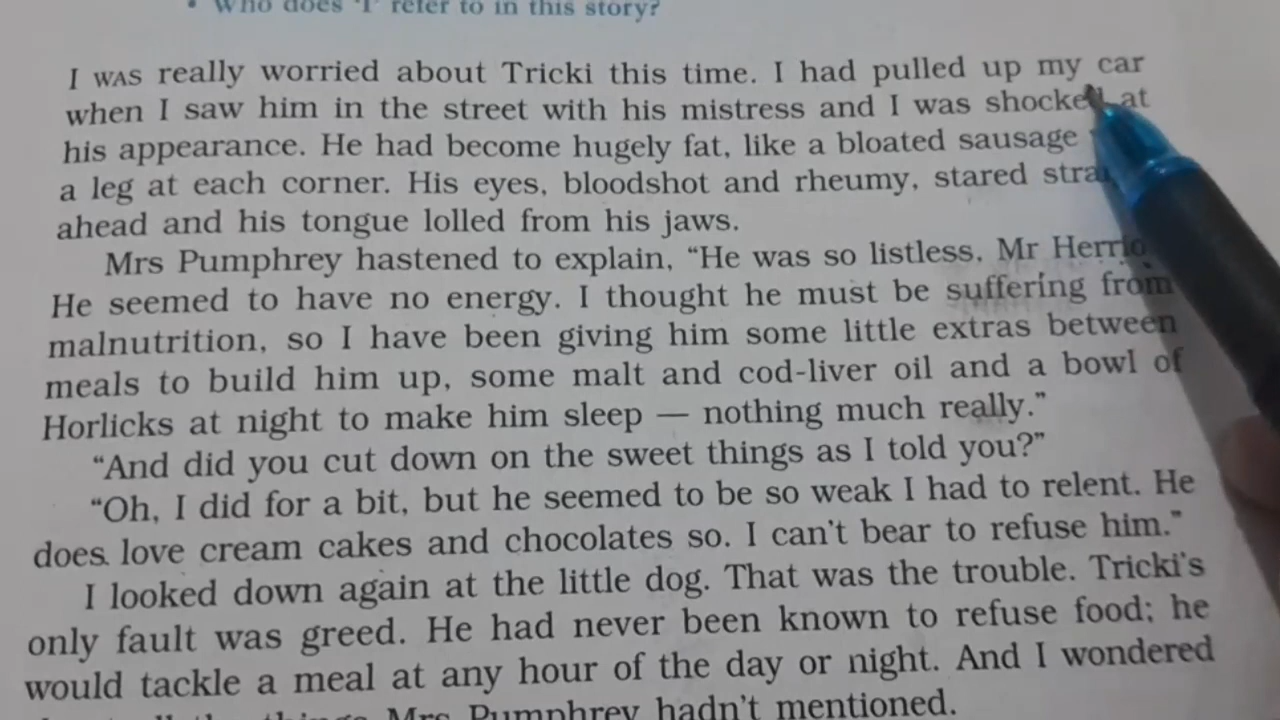 • Who does 'I' refer to in this story?
I WAS really worried about Tricki this time. I had pulled up my car
when I saw him in the street with his mistress and I was shocked at
his appearance. He had become hugely fat, like a bloated sausage
a leg at each corner. His eyes, bloodshot and rheumy, stared
ahead and his tongue lolled from his jaws.
Mrs Pumphrey hastened to explain, “He was so listless, Mr
He seemed to have no energy. I thought he must be suffering from
malnutrition, so I have been giving him some little extras between
meals to build him up, some malt and cod-liver oil and a bowl of
Horlicks at night to make him sleep — nothing much really.”
“And did you cut down on the sweet things as I told you?”
“Oh, I did for a bit, but he seemed to be so weak I had to relent. He
does love cream cakes and chocolates so. I can't bear to refuse him.”
I looked down again at the little dog. That was the trouble. Tricki's
only fault was greed. He had never been known to refuse food; he
would tackle a meal at any hour of the day or night. And I wondered
Mrs Pumphrey hadn't mentioned.